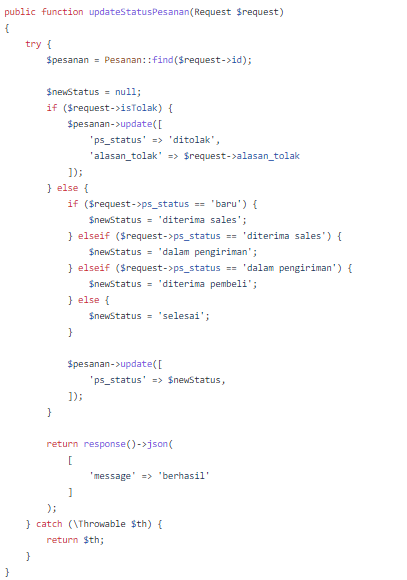 public function updateStatusPesanan(Request $request)
{
    try {
        $pesanan = Pesanan::find($request->id);

        $newStatus = null;
        if ($request->isTolak) {
            $pesanan->update([
                'ps_status' => 'ditolak',
                'alasan_tolak' => $request->alasan_tolak
            ]);
        } else {
            if ($request->ps_status == 'baru') {
                $newStatus = 'diterima sales';
            } elseif ($request->ps_status == 'diterima sales') {
                $newStatus = 'dalam pengiriman';
            } elseif ($request->ps_status == 'dalam pengiriman') {
                $newStatus = 'diterima pembeli';
            } else {
                $newStatus = 'selesai';
            }

            $pesanan->update([
                'ps_status' => $newStatus,
            ]);
        }

        return response()->json(
            [
                'message' => 'berhasil'
            ]
        );
    } catch (\Throwable $th) {
        return $th;
    }
}